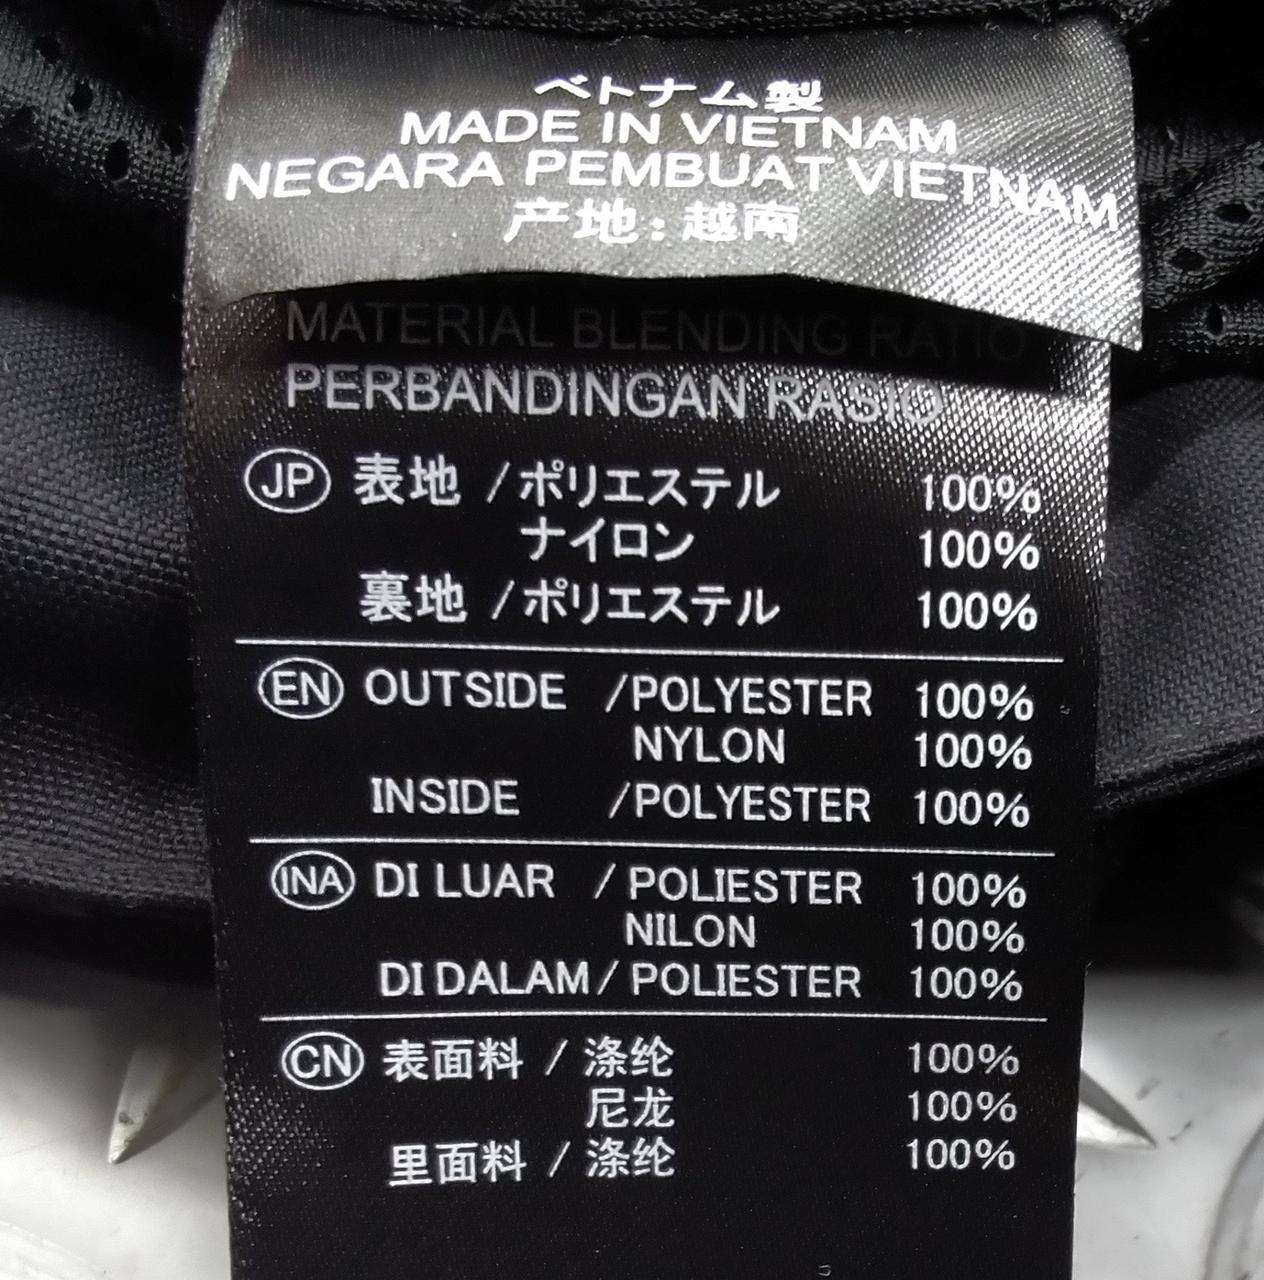 ベトナム製
MADE IN VIETNAM
NEGARA PEMBUAT VIETNAM
产地:越南
MATERIAL BLENDING RATIO
PERBANDINGAN RASIO
JP 表地 /ポリエステル 100%
ナイロン 100%
裏地 /ポリエステル 100%
EN OUTSIDE /POLYESTER 100%
NYLON 100%
INSIDE /POLYESTER 100%
INA DI LUAR / POLIESTER 100%
NILON 100%
DI DALAM / POLIESTER 100%
CN 表面料 / 涤纶 100%
尼龙 100%
里面料 / 涤纶 100%